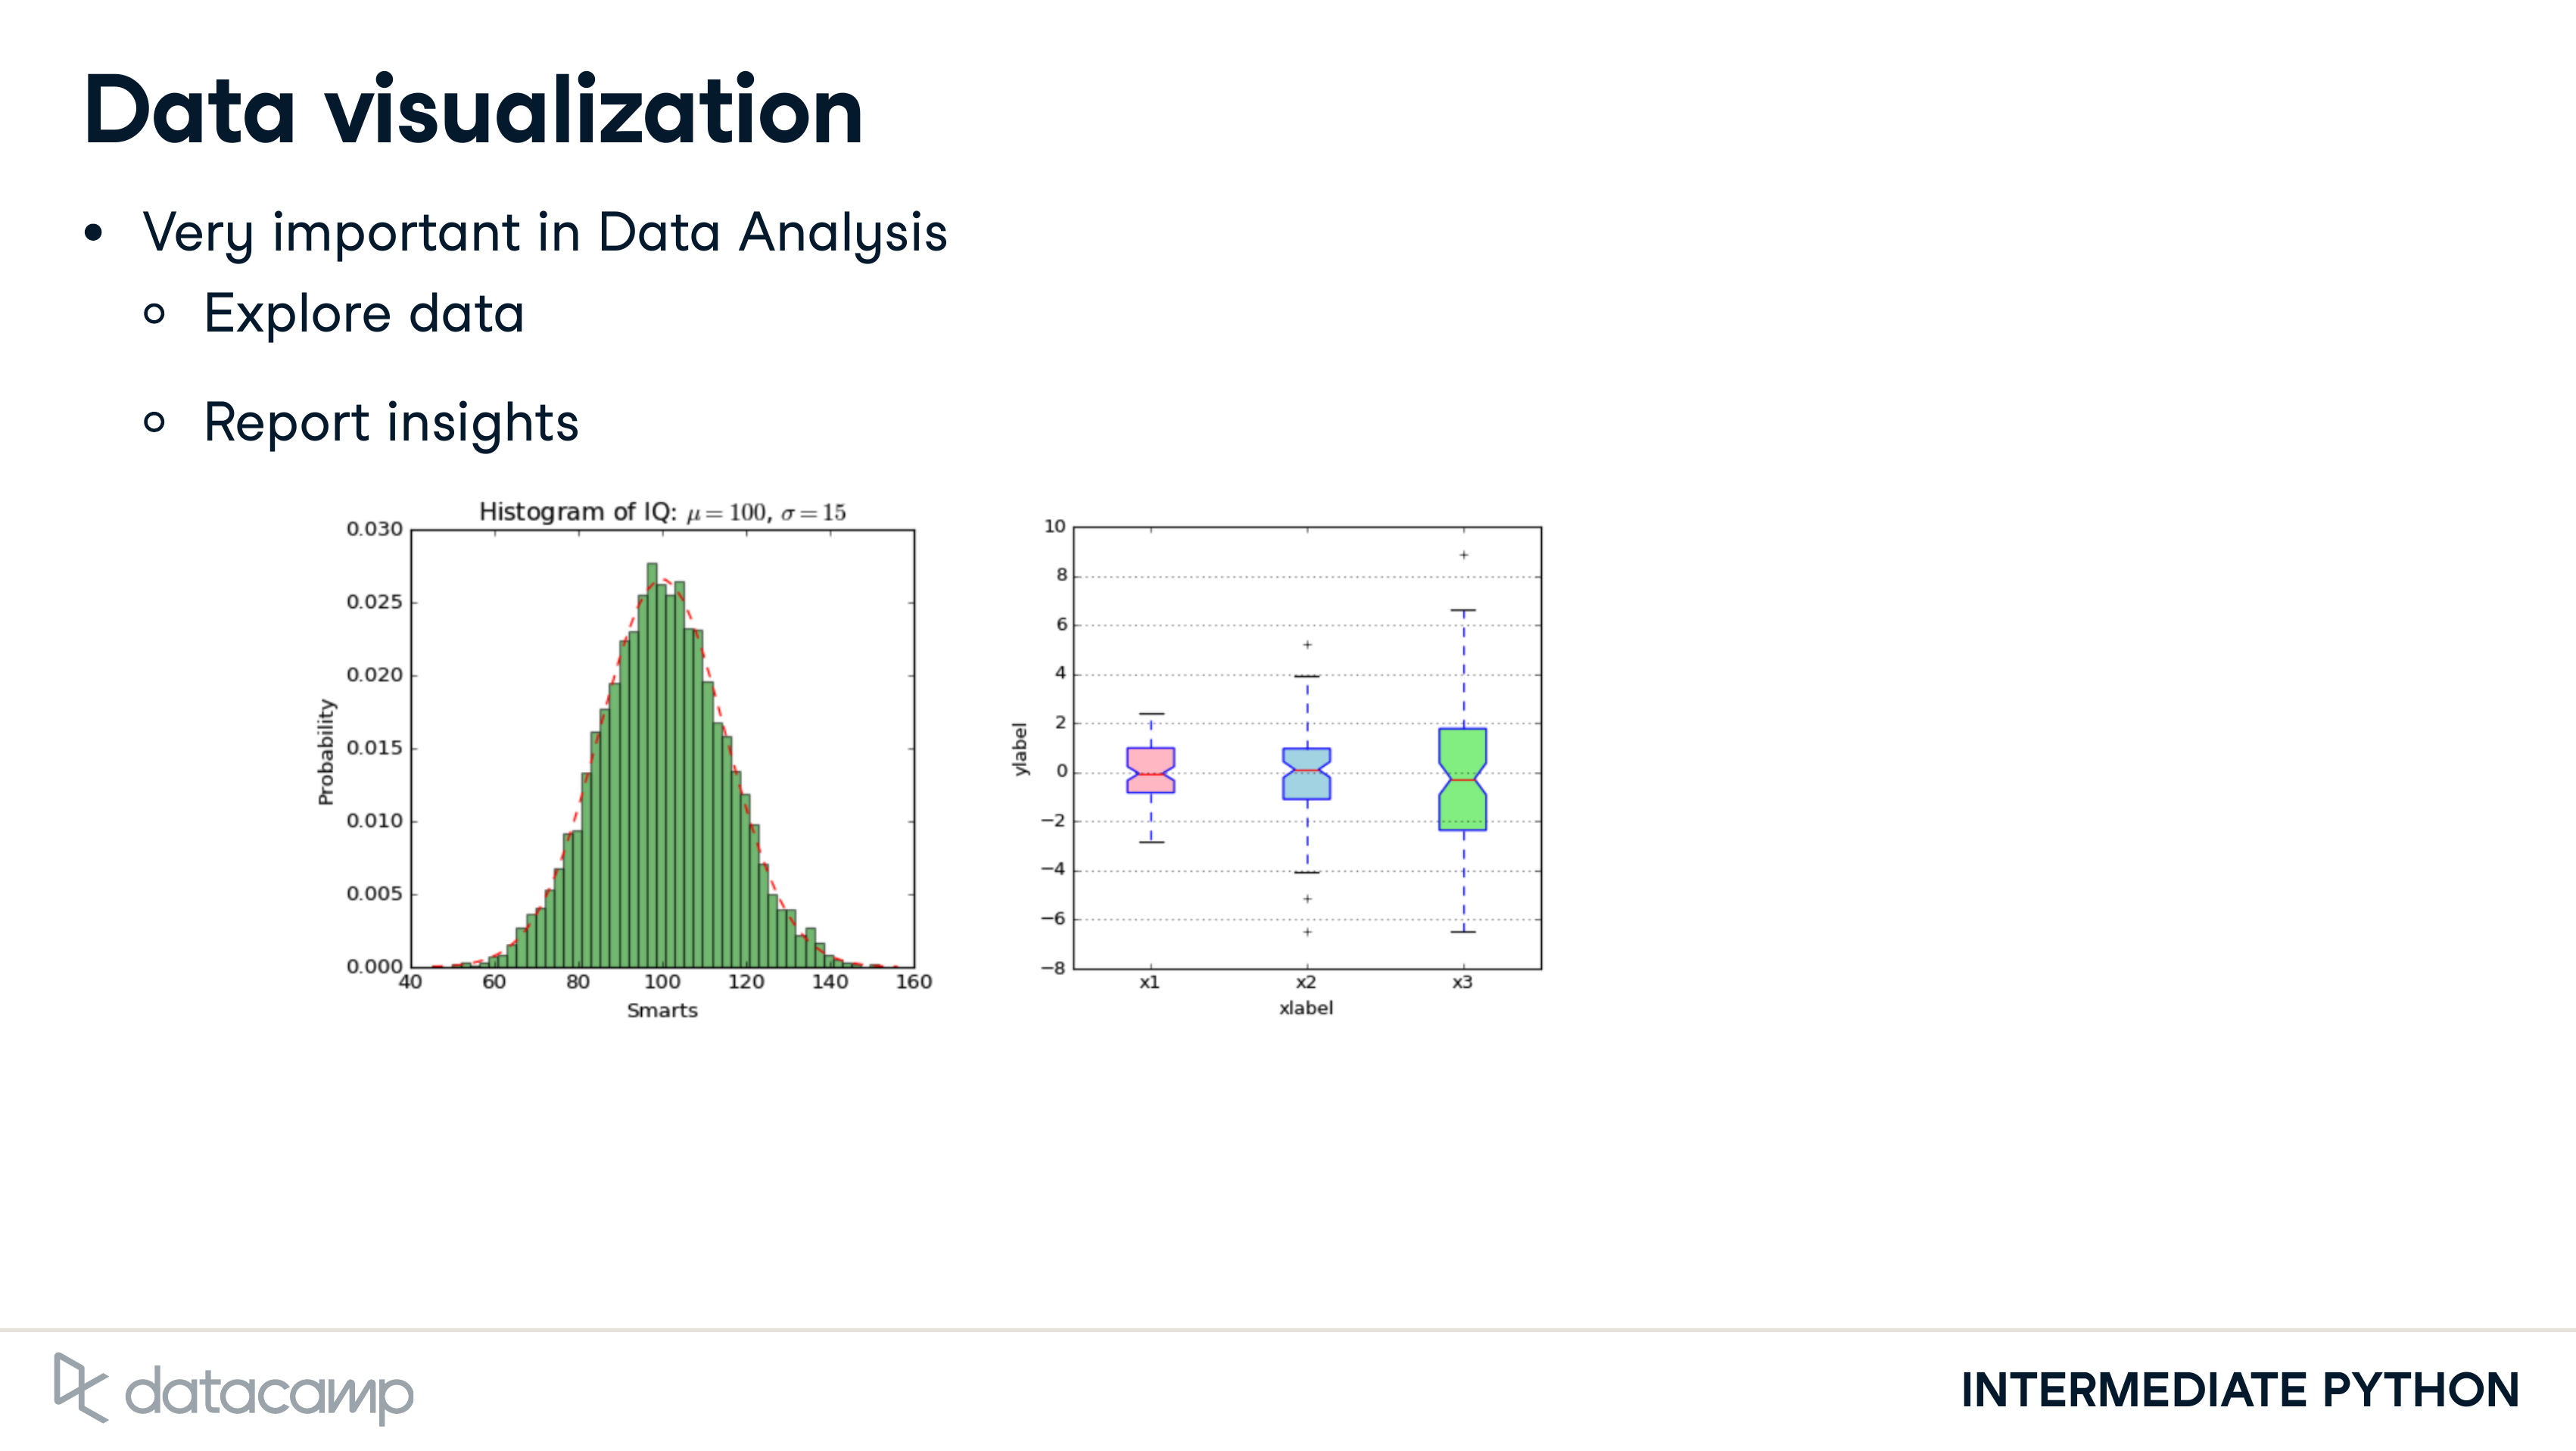 Data visualization
• Very important in Data Analysis
○ Explore data
○ Report insights
Histogram of IQ: μ = 100, σ = 15
0.030
0.025
0.020
0.015
0.010
0.005
0.000
Probability
40 60 80 100 120 140 160
Smarts
10
8
6
4
2
0
−2
−4
−6
−8
ylabel
x1 x2 x3
xlabel
datacamp
INTERMEDIATE PYTHON